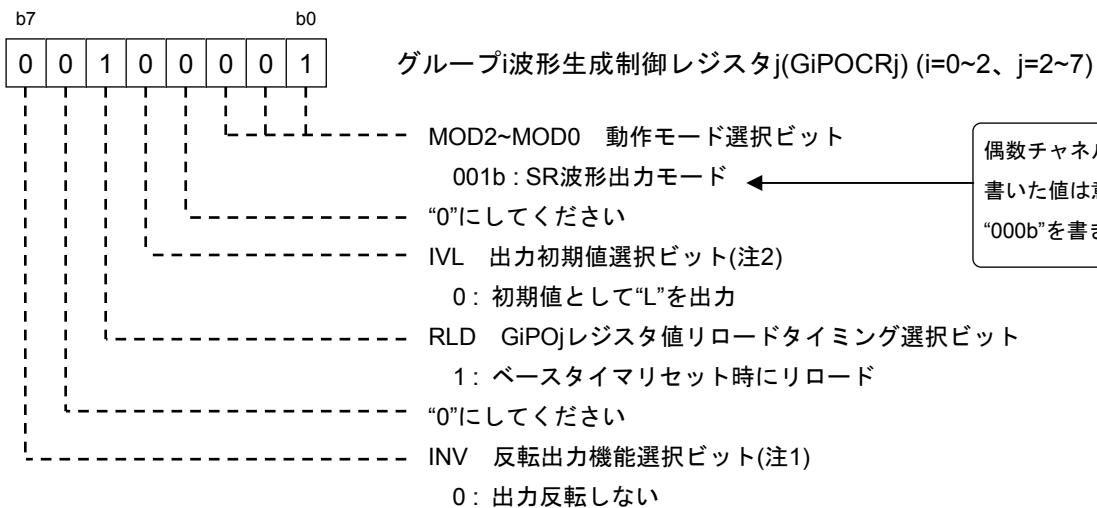 b7 b0
0 0 1 0 0 0 0 1 グループi波形生成制御レジスタj(GiPOCRj) (i=0~2、j=2~7)
MOD2~MOD0 動作モード選択ビット
001b : SR波形出力モード
偶数チャネル
書いた値は
“000b”を書き
“0”にしてください
IVL 出力初期値選択ビット(注2)
0 : 初期値として“L”を出力
RLD GiPOjレジスタ値リロードタイミング選択ビット
1 : ベースタイマリセット時にリロード
“0”にしてください
INV 反転出力機能選択ビット(注1)
0 : 出力反転しない